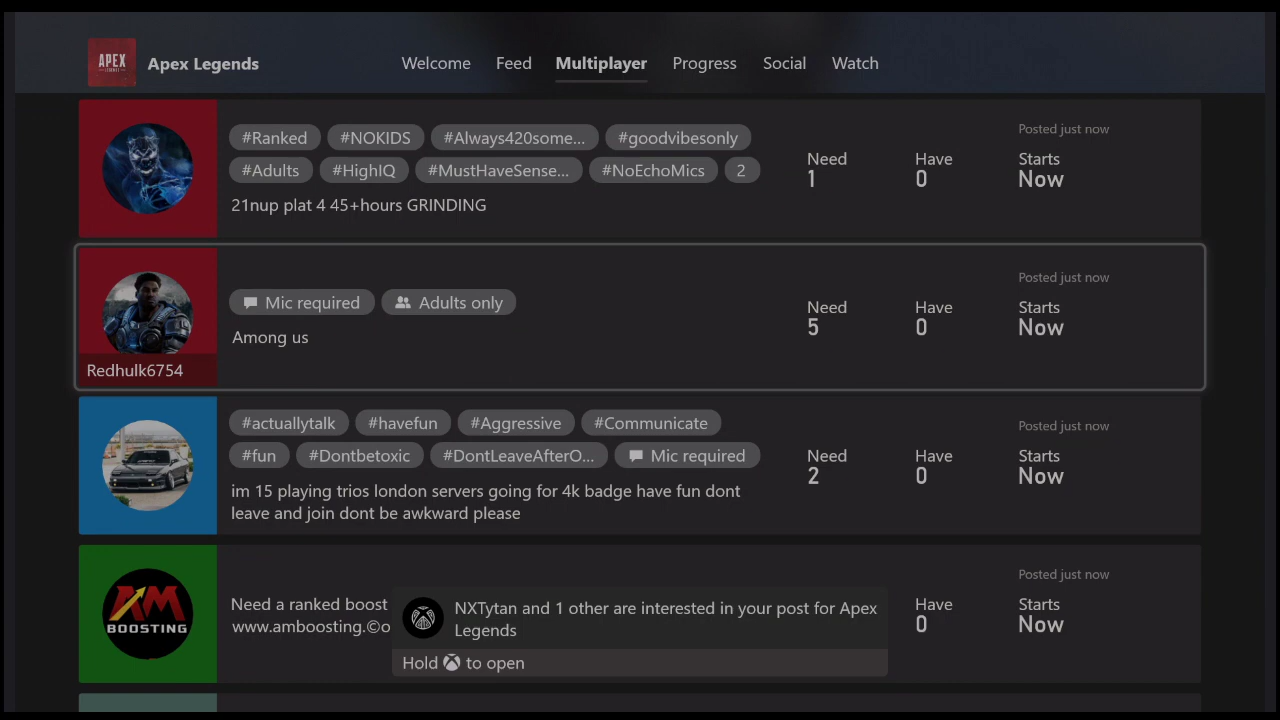 APEX
LEGENDS
Apex Legends
Welcome Feed Multiplayer Progress Social Watch
Posted just now
#Ranked #NOKIDS #Always420some... #goodvibesonly
Need Have Starts
#Adults #HighIQ #MustHaveSense... #NoEchoMics 2
1 0 Now
21nup plat 4 45+hours GRINDING
Posted just now
Mic required Adults only
Need Have Starts
5 0 Now
Among us
Redhulk6754
Posted just now
#actuallytalk #havefun #Aggressive #Communicate
#fun #Dontbetoxic #DontLeaveAfterO... Mic required
Need Have Starts
2 0 Now
im 15 playing trios london servers going for 4k badge have fun dont
leave and join dont be awkward please
Posted just now
AM
BOOSTING
Need a ranked boost
www.amboosting.©o
Have Starts
0 Now
NXTytan and 1 other are interested in your post for Apex
Legends
Hold to open